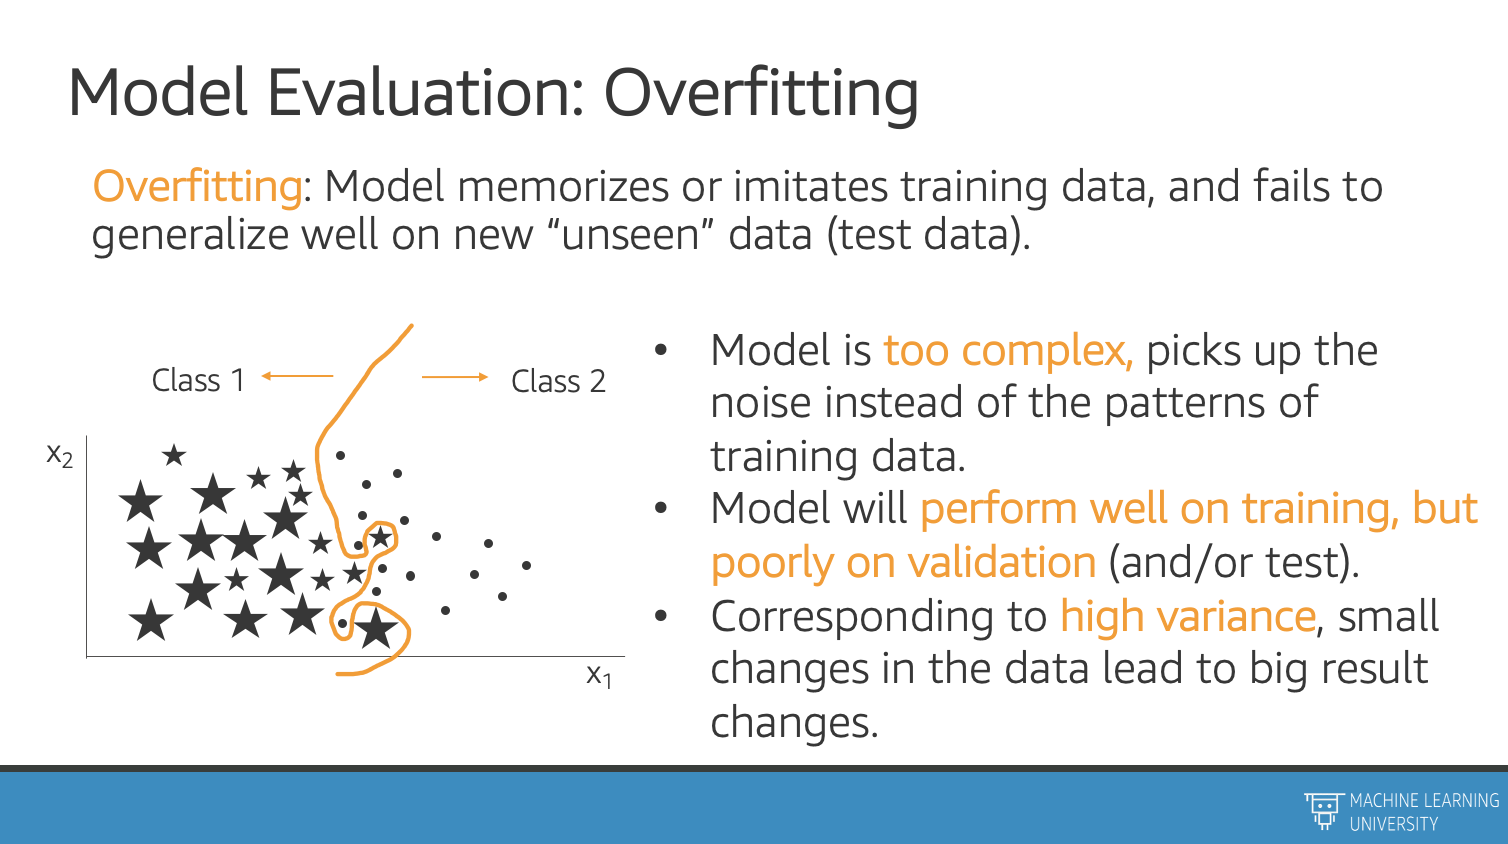 Model Evaluation: Overfitting
Overfitting: Model memorizes or imitates training data, and fails to
generalize well on new “unseen” data (test data).
Class 1
Class 2
x2
x1
• Model is too complex, picks up the
noise instead of the patterns of
training data.
• Model will perform well on training, but
poorly on validation (and/or test).
• Corresponding to high variance, small
changes in the data lead to big result
changes.
MACHINE LEARNING
UNIVERSITY